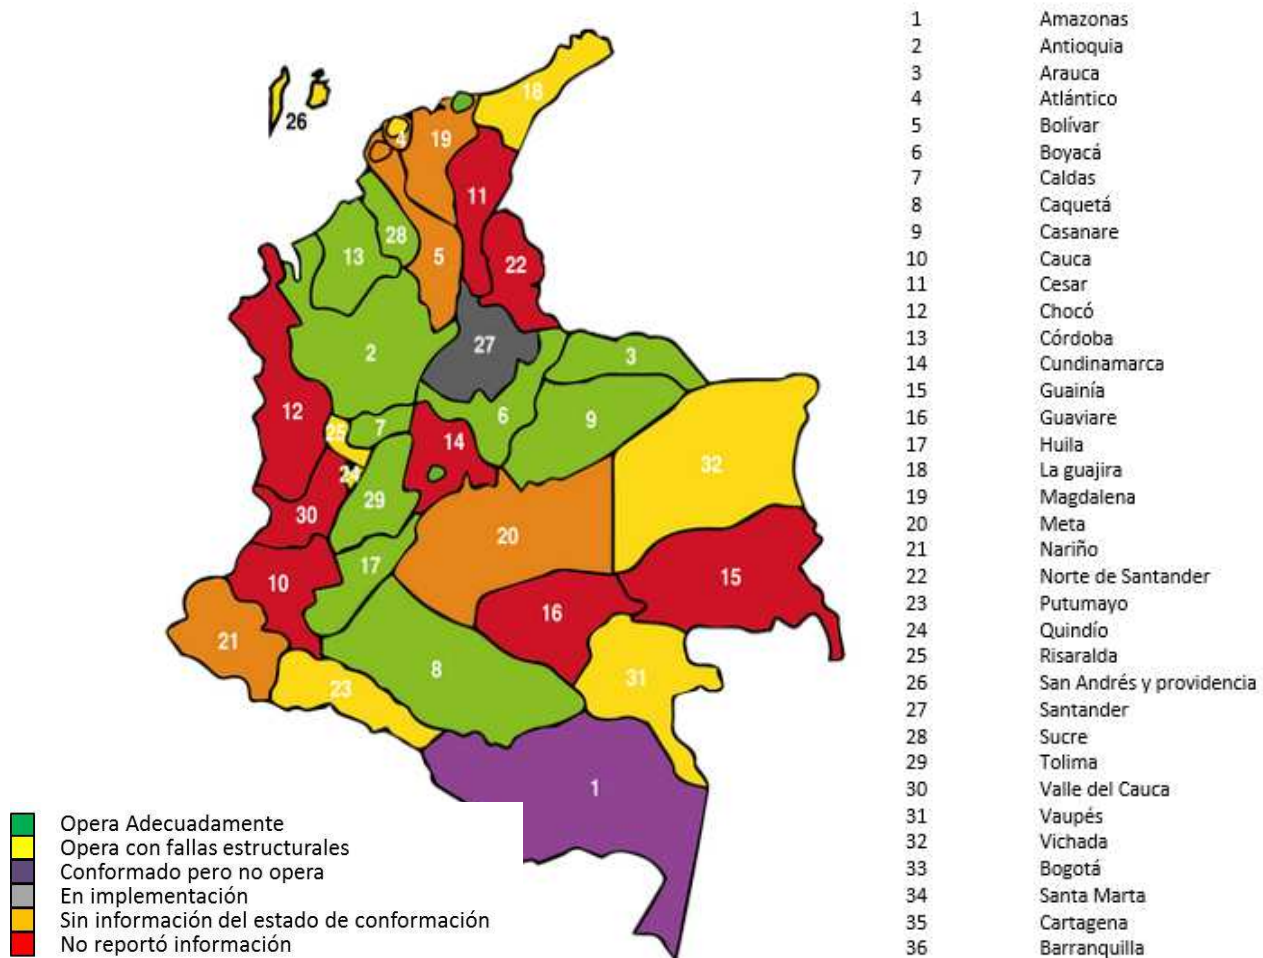 1 Amazonas
2 Antioquia
3 Arauca
4 Atlántico
5 Bolívar
6 Boyacá
7 Caldas
8 Caquetá
9 Casanare
10 Cauca
11 Cesar
12 Chocó
13 Córdoba
14 Cundinamarca
15 Guainía
16 Guaviare
17 Huila
18 La guajira
19 Magdalena
20 Meta
21 Nariño
22 Norte de Santander
23 Putumayo
24 Quindío
25 Risaralda
26 San Andrés y providencia
27 Santander
28 Sucre
29 Tolima
30 Valle del Cauca
31 Vaupés
32 Vichada
33 Bogotá
34 Santa Marta
35 Cartagena
36 Barranquilla
18
26
4 19
11
28
13 5 22
27
2 3
12 25 7 6 9
14
32
24
29
30
20
17
10 15
16
21
8 31
23
1
Opera Adecuadamente
Opera con fallas estructurales
Conformado pero no opera
En implementación
Sin información del estado de conformación
No reportó información